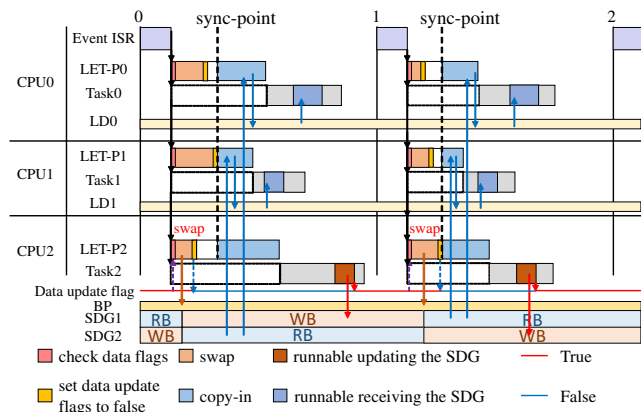 0 1 2
sync-point sync-point
Event ISR
CPU0
LET-P0
Task0
LD0
CPU1
LET-P1
Task1
LD1
CPU2
swap swap
LET-P2
Task2
Data update flag
BP
SDG1 RB WB RB
SDG2 WB RB WB
check data flags swap runnable updating the SDG True
set data update flags to false copy-in runnable receiving the SDG False